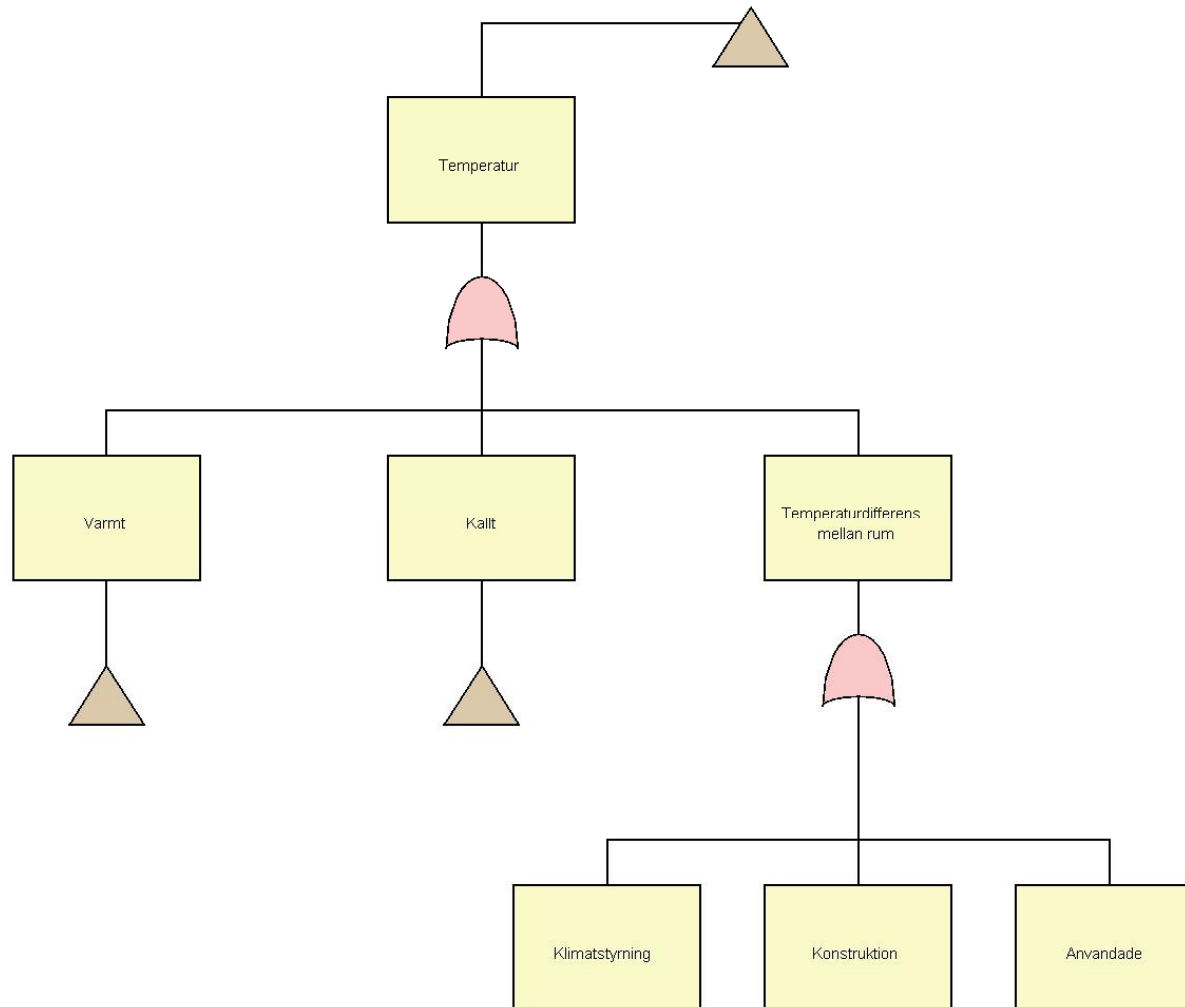 Temperatur
Varmt
Kallt
Temperaturdifferens
mellan rum
Klimatstyrning
Konstruktion
Anvandade